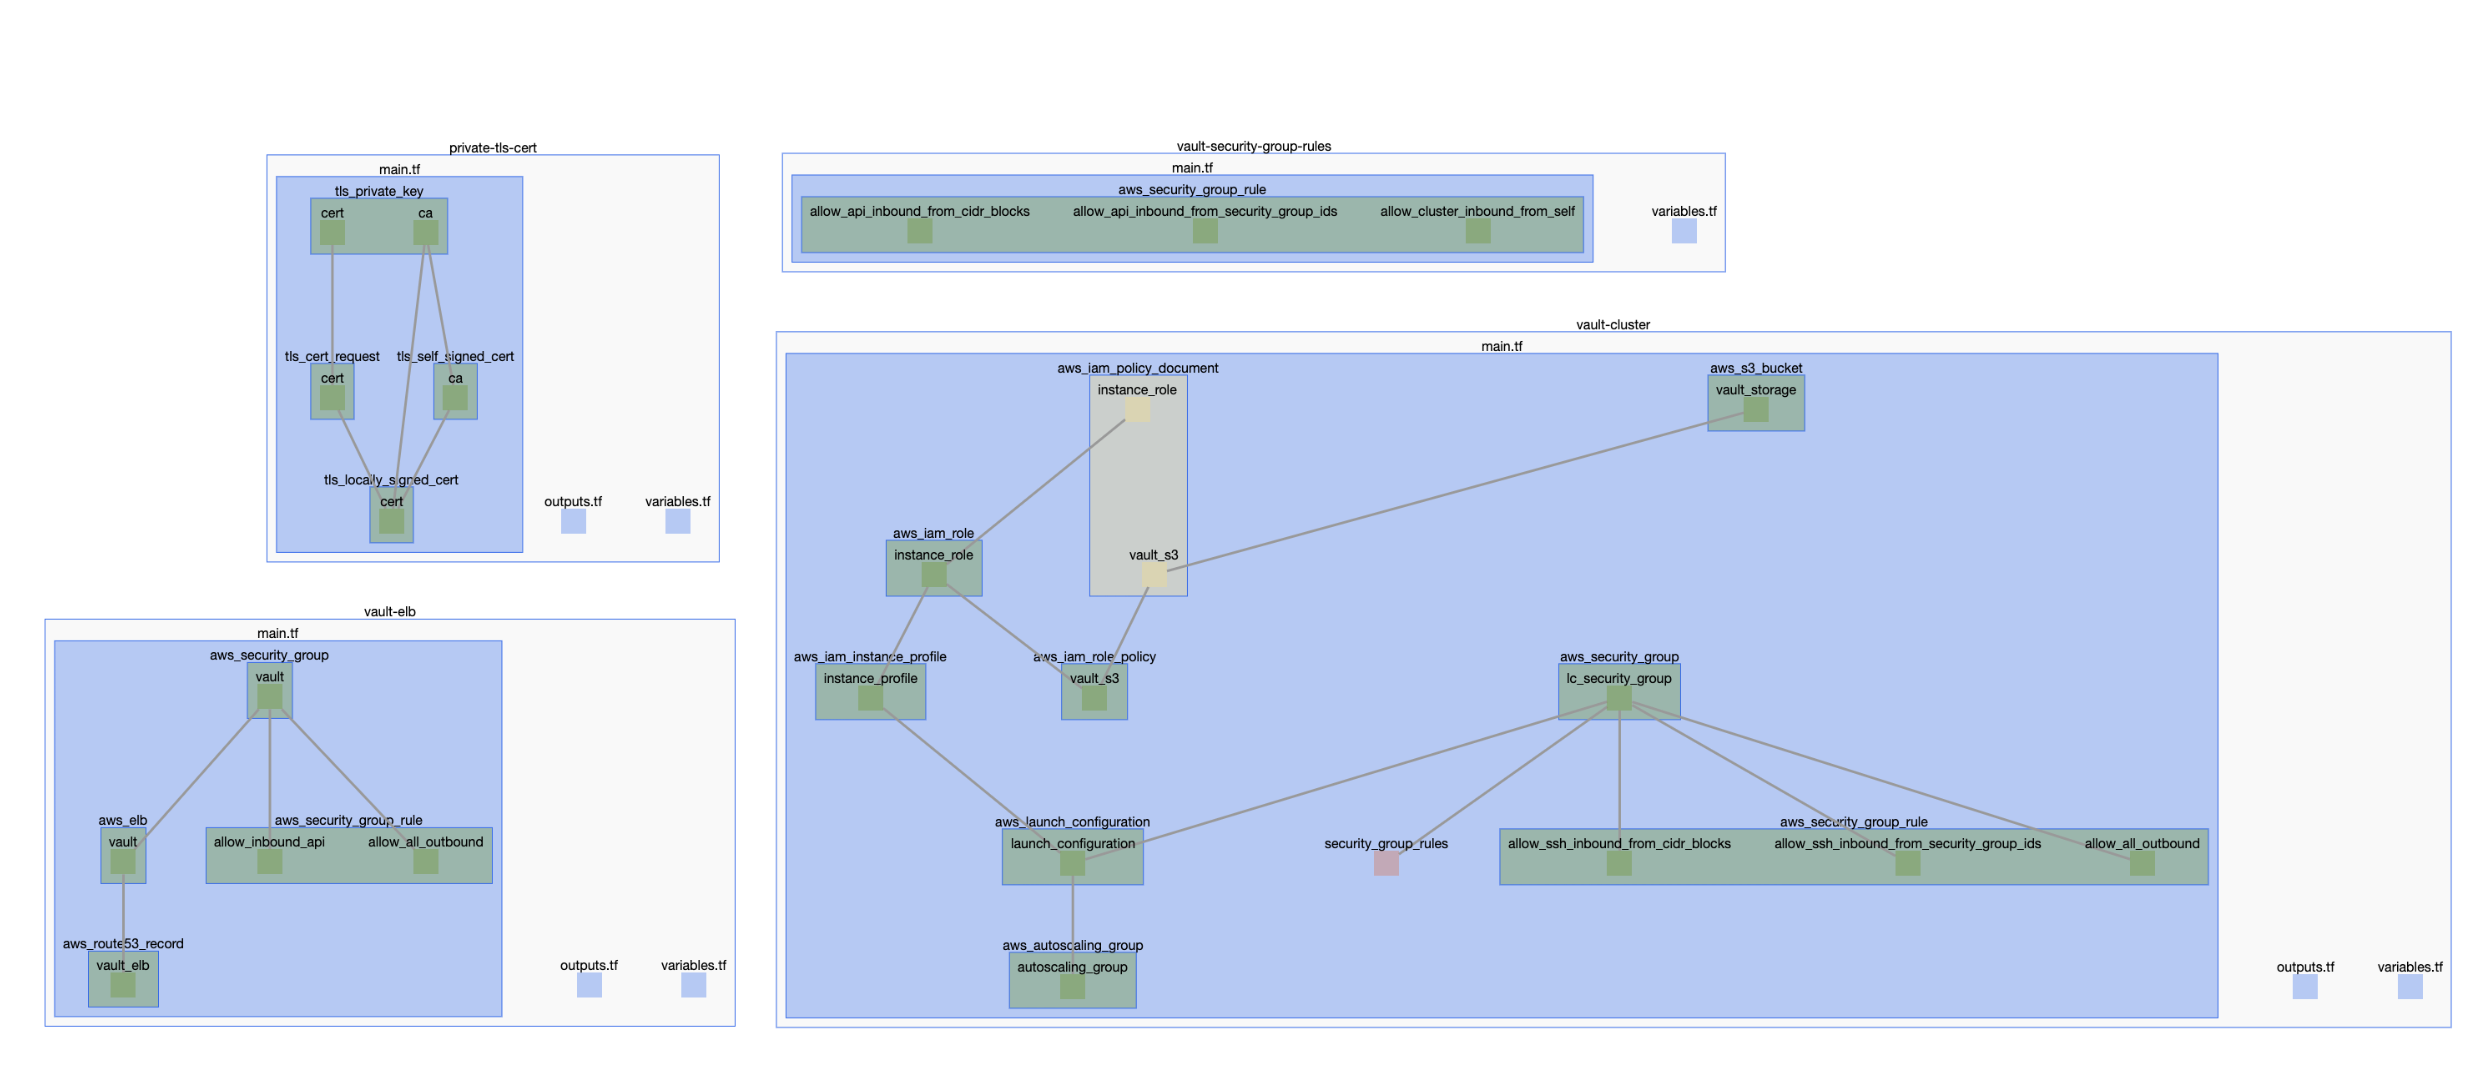 private-tls-cert
main.tf
tls_private_key
cert
ca
tls_cert_request
tls_self_signed_cert
cert
ca
tls_locally_signed_cert
cert
outputs.tf
variables.tf
vault-security-group-rules
main.tf
aws_security_group_rule
allow_api_inbound_from_cidr_blocks
allow_api_inbound_from_security_group_ids
allow_cluster_inbound_from_self
variables.tf
vault-elb
main.tf
aws_security_group
vault
aws_elb
aws_security_group_rule
vault
allow_inbound_api
allow_all_outbound
aws_route53_record
vault_elb
outputs.tf
variables.tf
vault-cluster
main.tf
aws_iam_policy_document
aws_s3_bucket
instance_role
vault_storage
aws_iam_role
instance_role
vault_s3
aws_iam_instance_profile
aws_iam_role_policy
aws_security_group
instance_profile
vault_s3
lc_security_group
aws_launch_configuration
aws_security_group_rule
launch_configuration
security_group_rules
allow_ssh_inbound_from_cidr_blocks
allow_ssh_inbound_from_security_group_ids
allow_all_outbound
aws_autoscaling_group
autoscaling_group
outputs.tf
variables.tf